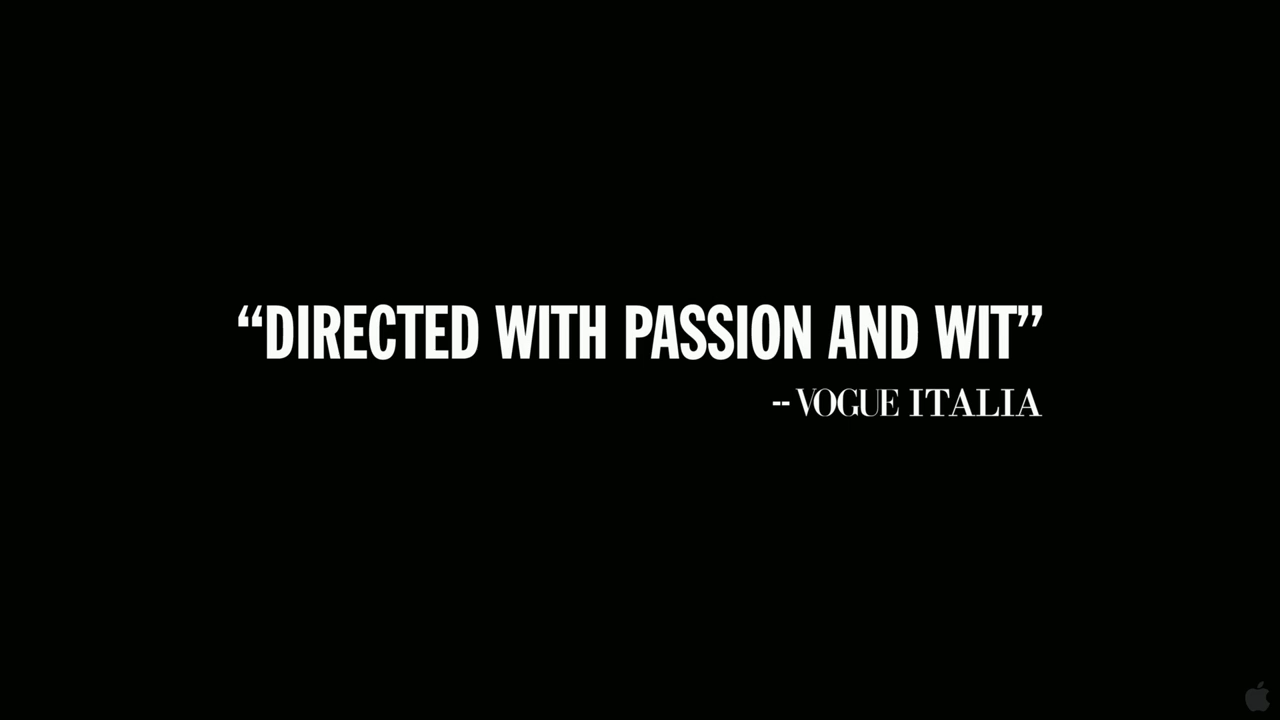 “DIRECTED WITH PASSION AND WIT”
-- VOGUE ITALIA